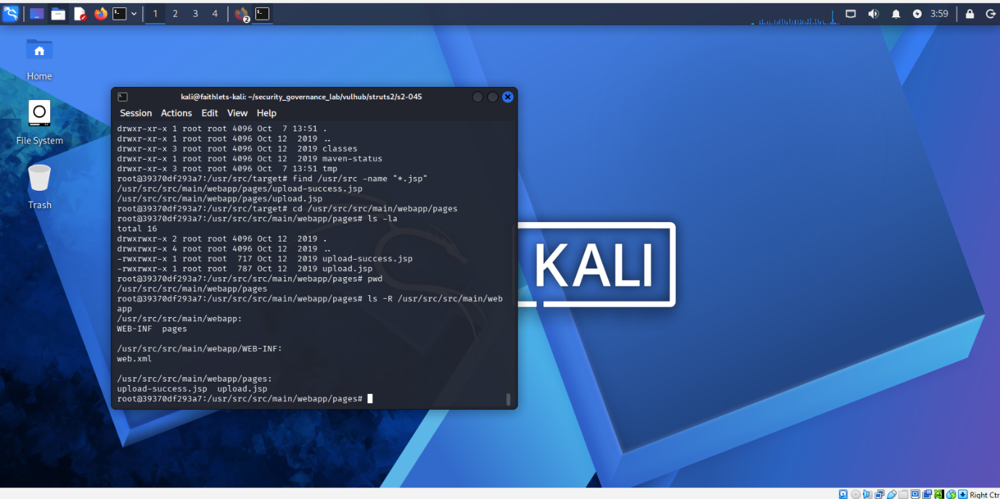 1 2 3 4 2 3:59
Home
File System
Trash
kali@faithlets-kali: ~/security_governance_lab/vulhub/struts2/s2-045
Session Actions Edit View Help
drwxr-xr-x 1 root root 4096 Oct  7 13:51 .
drwxr-xr-x 1 root root 4096 Oct 12  2019 ..
drwxr-xr-x 3 root root 4096 Oct 12  2019 classes
drwxr-xr-x 1 root root 4096 Oct 12  2019 maven-status
drwxr-xr-x 3 root root 4096 Oct  7 13:51 tmp
root@39370df293a7:/usr/src/target# find /usr/src -name "*.jsp"
/usr/src/src/main/webapp/pages/upload-success.jsp
/usr/src/src/main/webapp/pages/upload.jsp
root@39370df293a7:/usr/src/target# cd /usr/src/src/main/webapp/pages
root@39370df293a7:/usr/src/src/main/webapp/pages# ls -la
total 16
drwxrwxr-x 2 root root 4096 Oct 12  2019 .
drwxrwxr-x 4 root root 4096 Oct 12  2019 ..
-rwxrwxr-x 1 root root  717 Oct 12  2019 upload-success.jsp
-rwxrwxr-x 1 root root  787 Oct 12  2019 upload.jsp
root@39370df293a7:/usr/src/src/main/webapp/pages# pwd
/usr/src/src/main/webapp/pages
root@39370df293a7:/usr/src/src/main/webapp/pages# ls -R /usr/src/src/main/web
app
/usr/src/src/main/webapp:
WEB-INF  pages
/usr/src/src/main/webapp/WEB-INF:
web.xml
/usr/src/src/main/webapp/pages:
upload-success.jsp  upload.jsp
root@39370df293a7:/usr/src/src/main/webapp/pages#
KALI
Right Ctr